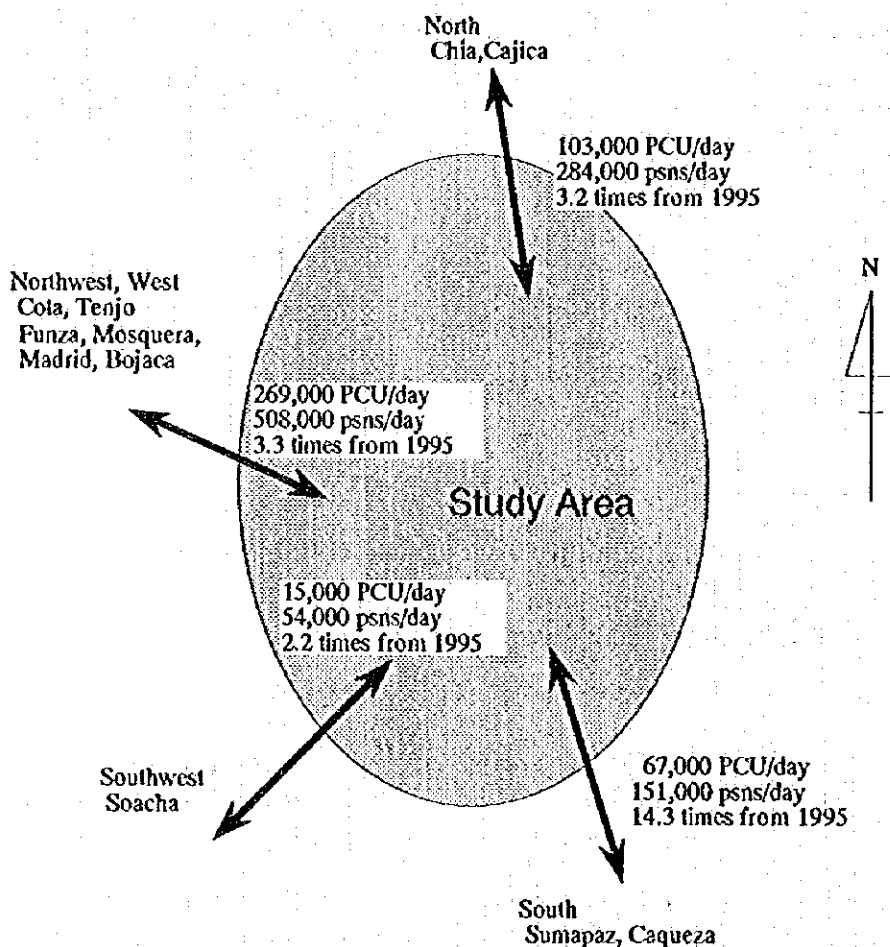 North
Chia,Cajica
103,000 PCU/day
284,000 psns/day
3.2 times from 1995
N
Northwest, West
Cota, Tenjo
Funza, Mosquera,
Madrid, Bojaca
269,000 PCU/day
508,000 psns/day
3.3 times from 1995
Study Area
15,000 PCU/day
54,000 psns/day
2.2 times from 1995
Southwest
Soacha
67,000 PCU/day
151,000 psns/day
14.3 times from 1995
South
Sumapaz, Caqueza